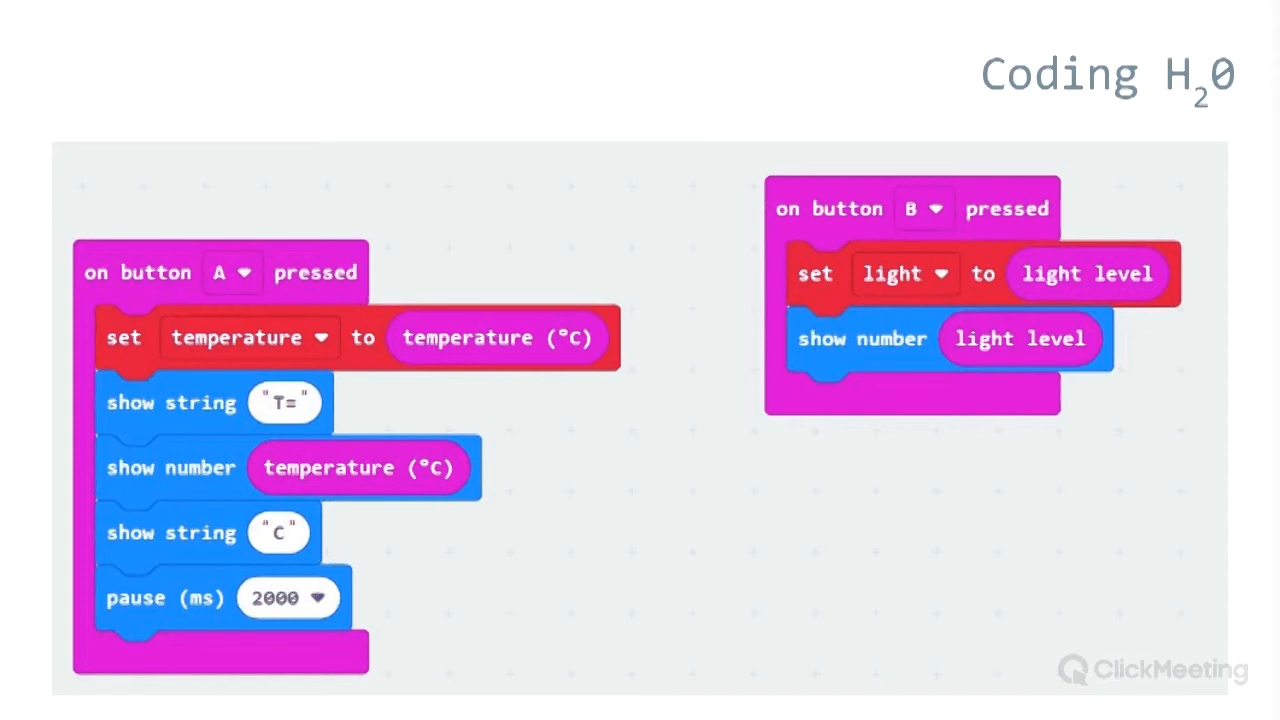 Coding H₂0
on button A pressed
set temperature to temperature (°C)
show string "T="
show number temperature (°C)
show string "C"
pause (ms) 2000
on button B pressed
set light to light level
show number light level
ClickMeeting